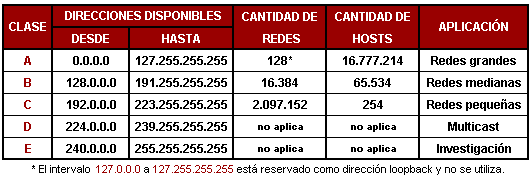 CLASE DIRECCIONES DISPONIBLES CANTIDAD DE REDES CANTIDAD DE HOSTS APLICACIÓN
DESDE HASTA
A 0.0.0.0 127.255.255.255 128* 16.777.214 Redes grandes
B 128.0.0.0 191.255.255.255 16.384 65.534 Redes medianas
C 192.0.0.0 223.255.255.255 2.097.152 254 Redes pequeñas
D 224.0.0.0 239.255.255.255 no aplica no aplica Multicast
E 240.0.0.0 255.255.255.255 no aplica no aplica Investigación
* El intervalo 127.0.0.0 a 127.255.255.255 está reservado como dirección loopback y no se utiliza.